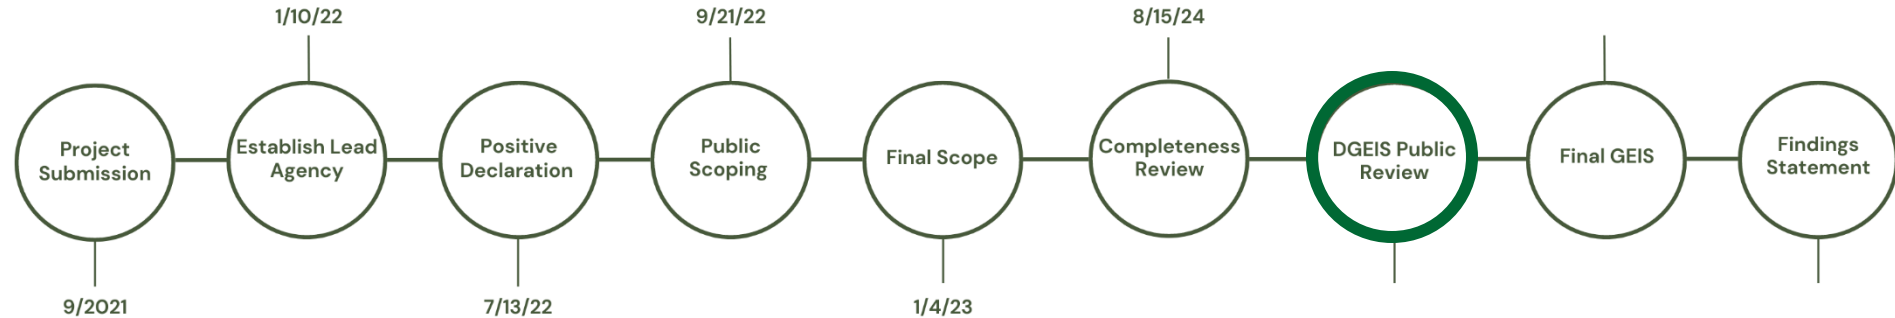 1/10/22
9/21/22
8/15/24
Project
Submission
Establish Lead
Agency
Positive
Declaration
Public
Scoping
Final Scope
Completeness
Review
DGEIS Public
Review
Final GEIS
Findings
Statement
9/2021
7/13/22
1/4/23